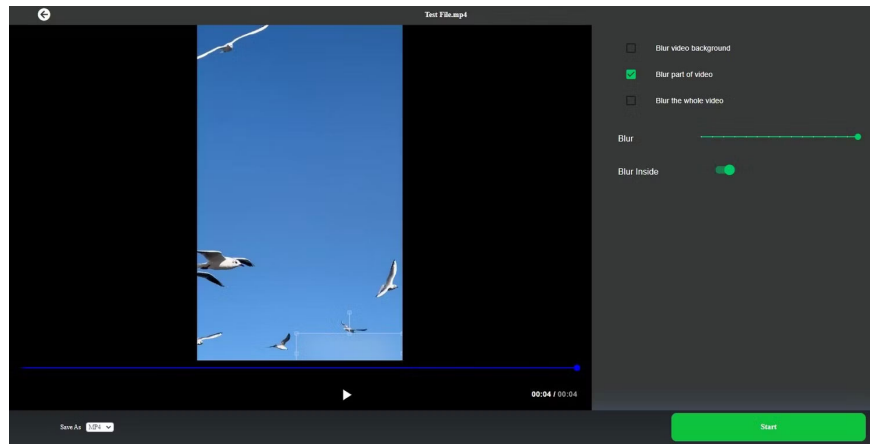 Test File.mp4
Blur video background
Blur part of video
Blur the whole video
Blur
Blur Inside
00:04 / 00:04
Save As MP4
Start